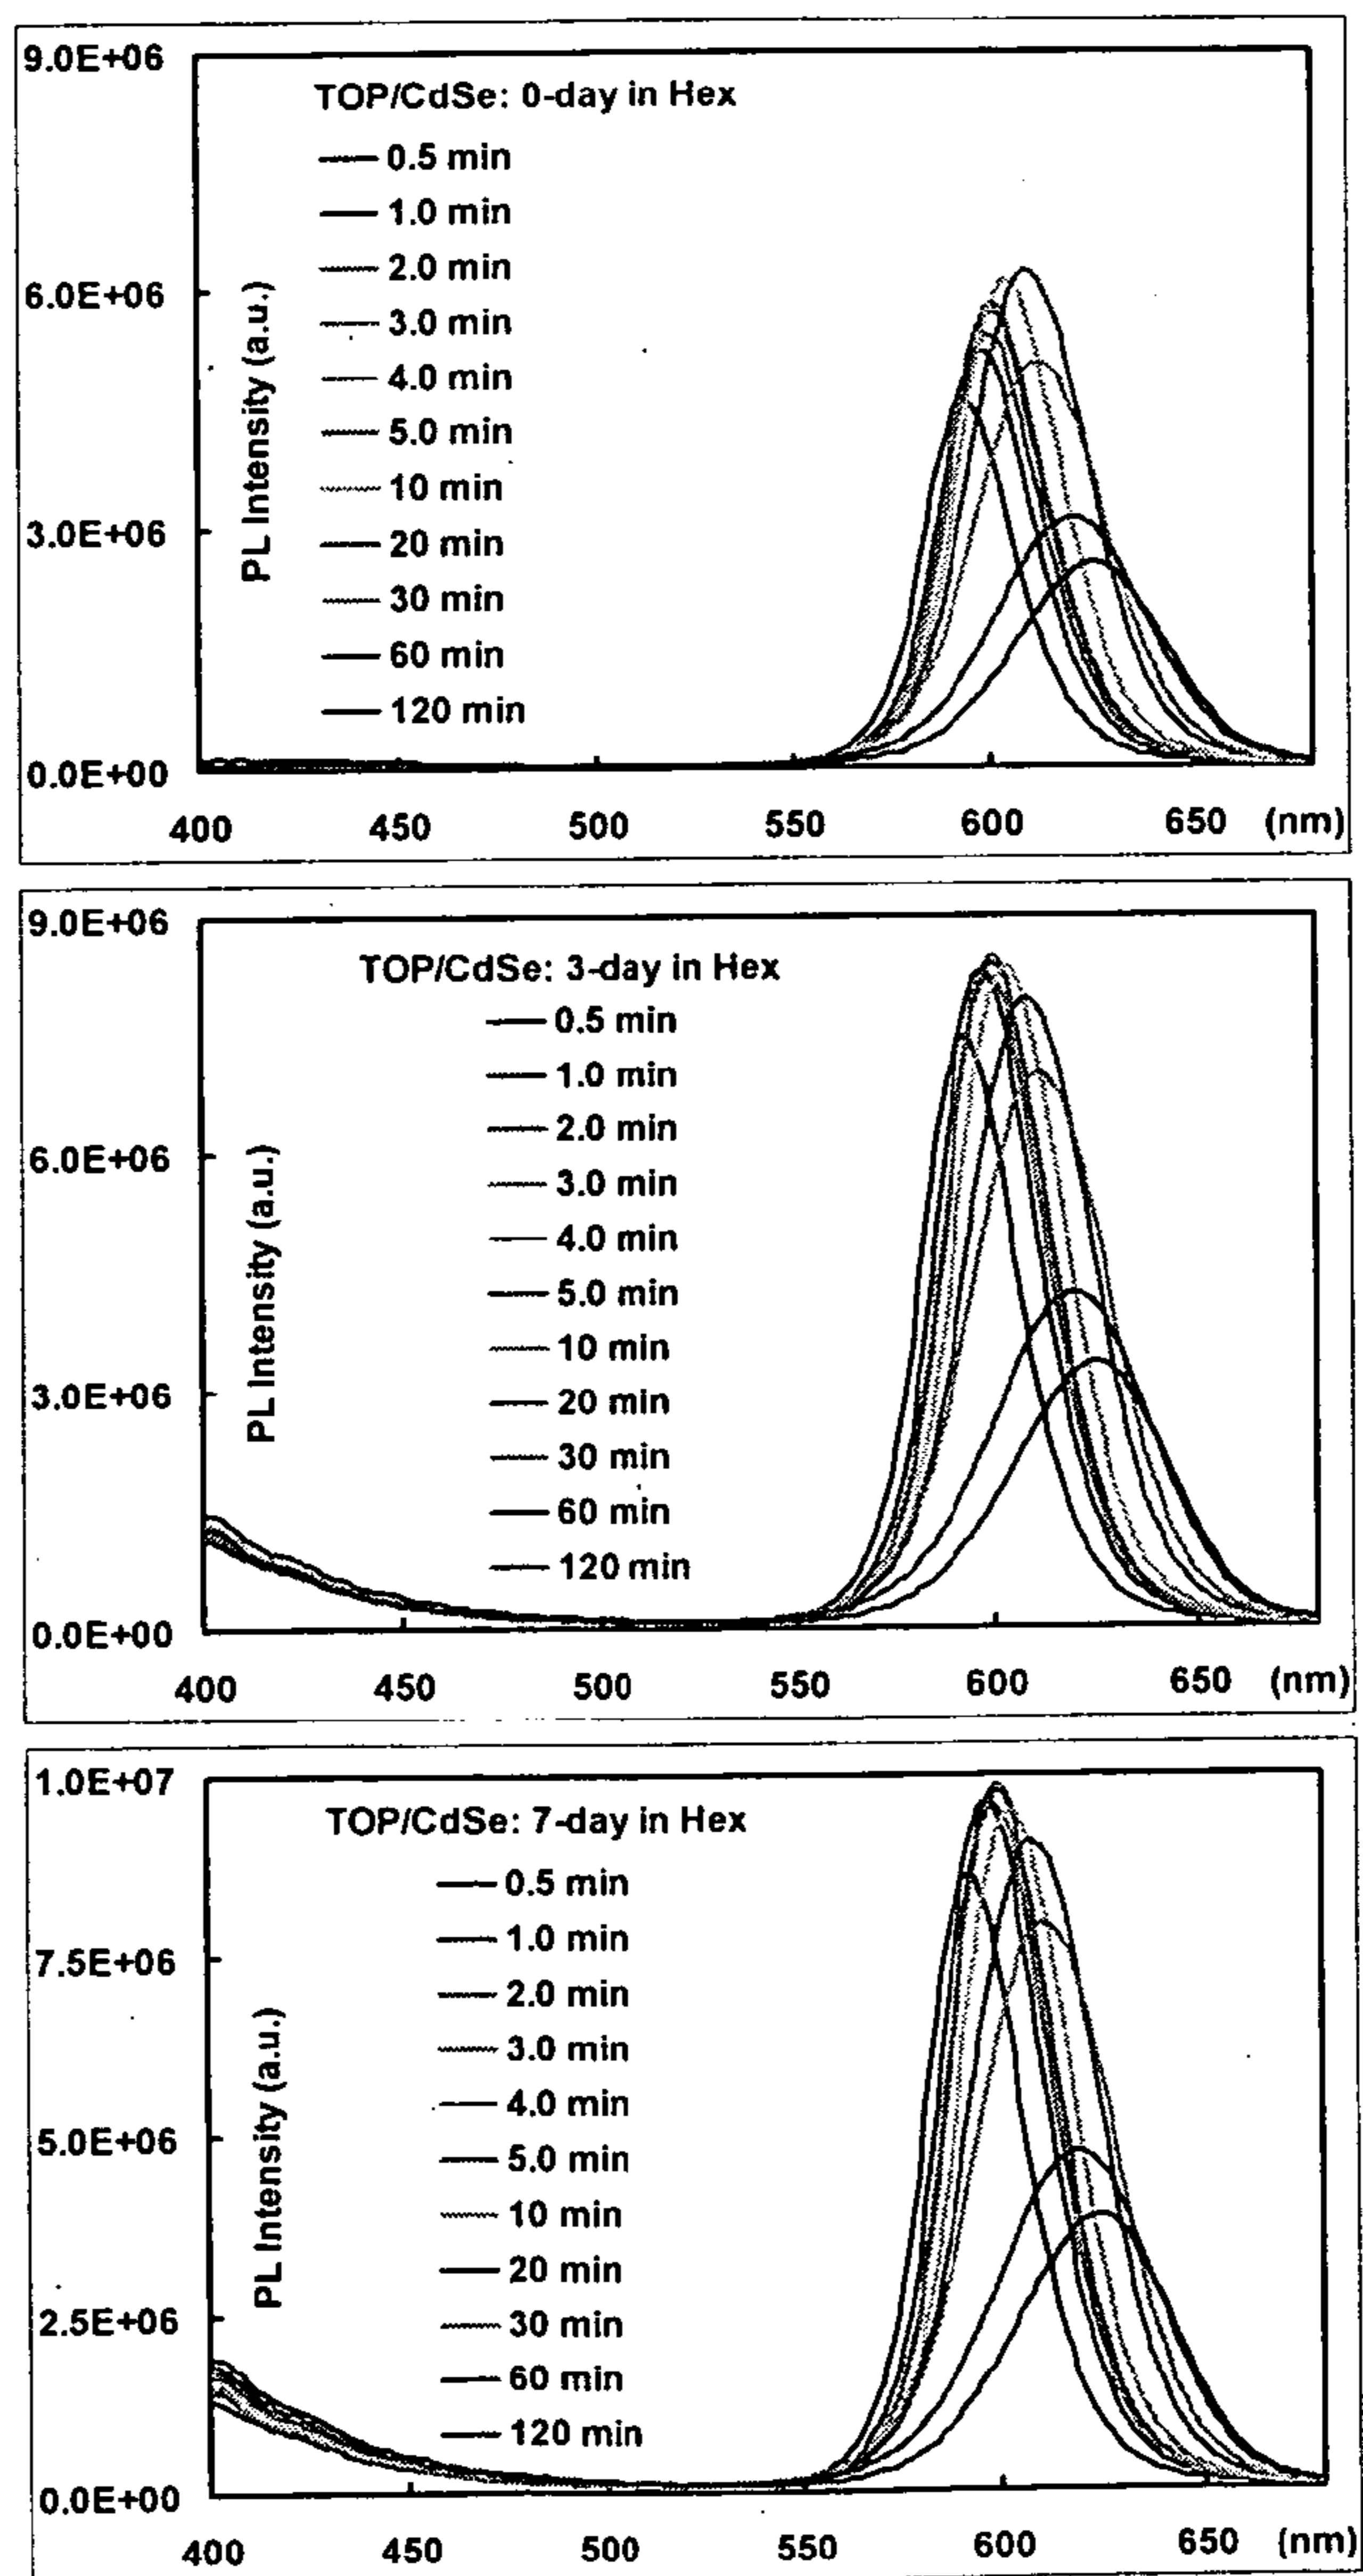 9.0E+06
TOP/CdSe: 0-day in Hex
0.5 min
1.0 min
2.0 min
6.0E+06
3.0 min
4.0 min
5.0 min
PL Intensity (a.u.)
10 min
3.0E+06
20 min
30 min
60 min
120 min
0.0E+00
400 450 500 550 600 650 (nm)
9.0E+06
TOP/CdSe: 3-day in Hex
0.5 min
1.0 min
2.0 min
6.0E+06
3.0 min
4.0 min
5.0 min
PL Intensity (a.u.)
10 min
3.0E+06
20 min
30 min
60 min
120 min
0.0E+00
400 450 500 550 600 650 (nm)
1.0E+07
TOP/CdSe: 7-day in Hex
0.5 min
1.0 min
7.5E+06
2.0 min
3.0 min
4.0 min
5.0E+06
5.0 min
PL Intensity (a.u.)
10 min
20 min
2.5E+06
30 min
60 min
120 min
0.0E+00
400 450 500 550 600 650 (nm)